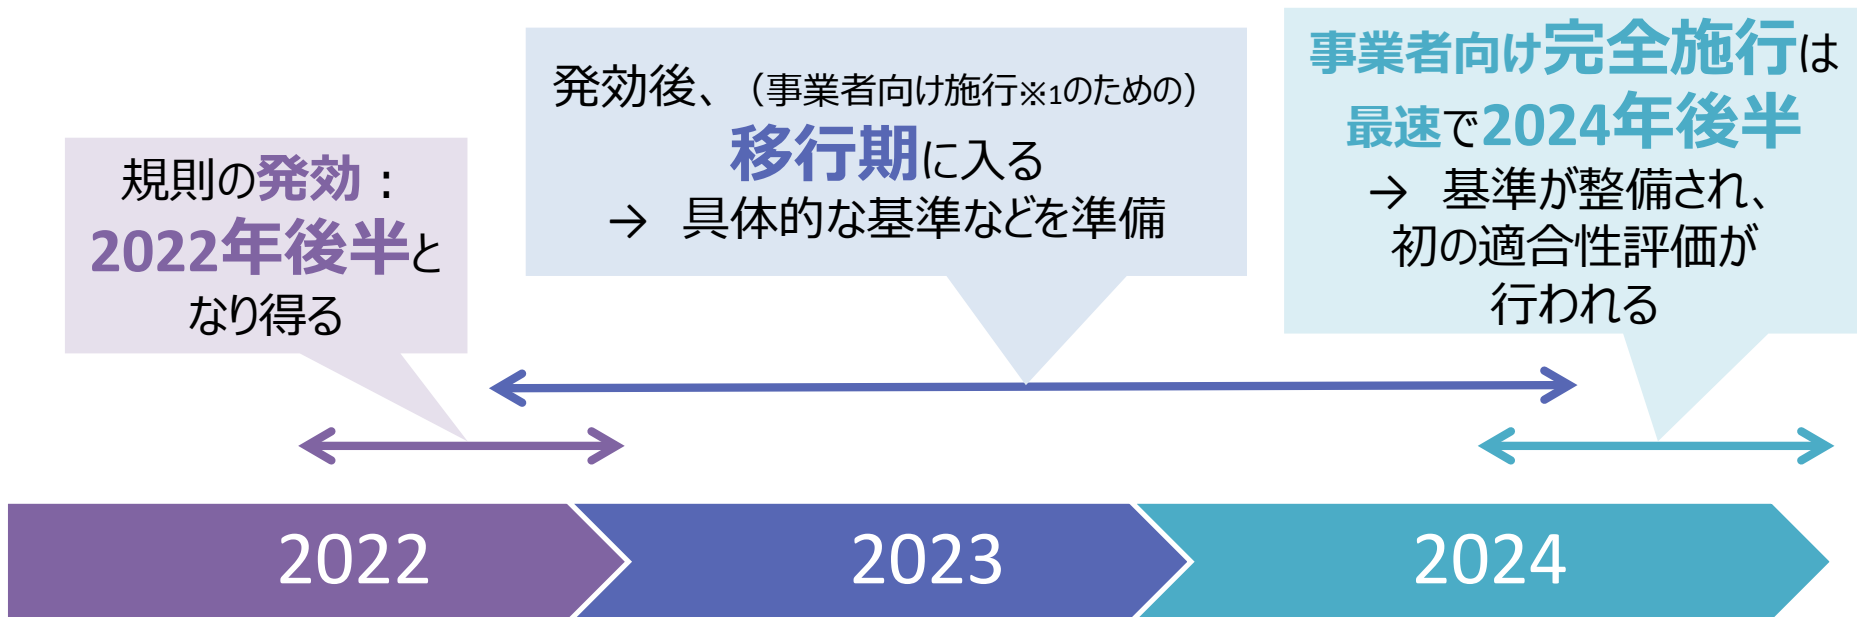 規則の発効：
2022年後半と
なり得る
発効後、（事業者向け施行※1のための）
移行期に入る
→ 具体的な基準などを準備
事業者向け完全施行は
最速で2024年後半
→ 基準が整備され、
初の適合性評価が
行われる
2022
2023
2024